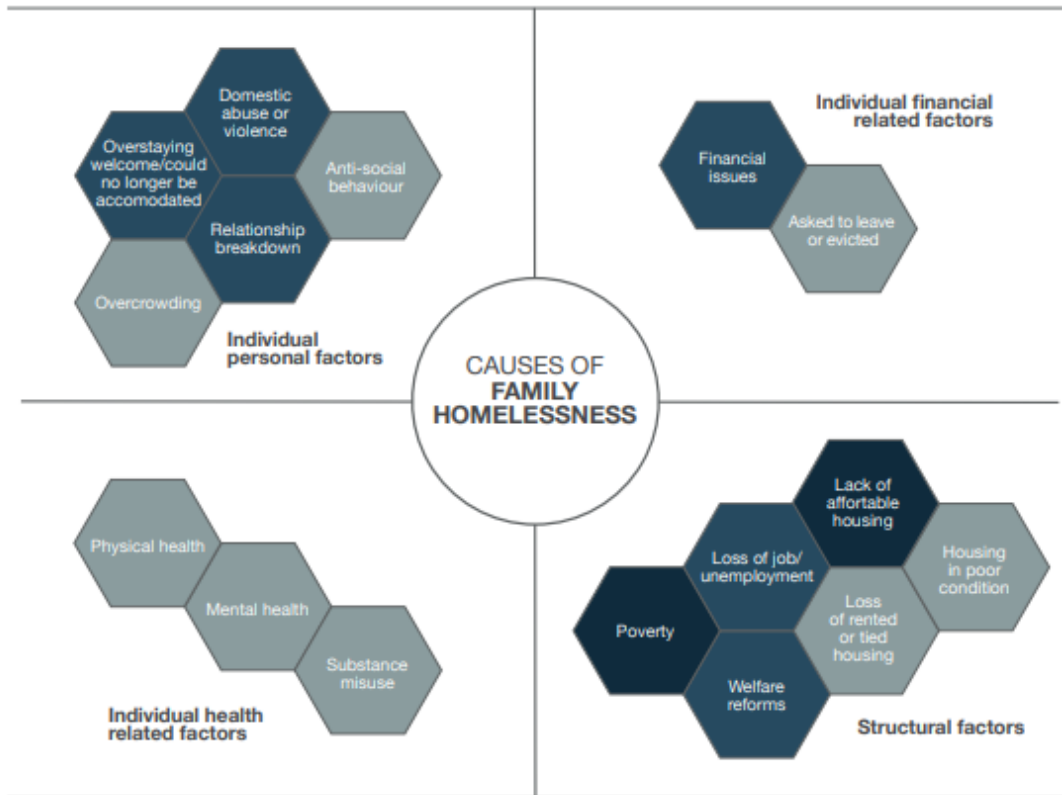 Domestic
abuse or
violence
Overstaying
welcome/could
no longer be
accomodated
Anti-social
behaviour
Relationship
breakdown
Overcrowding
Individual
personal factors
Individual financial
related factors
Financial
issues
Asked to leave
or evicted
CAUSES OF
FAMILY
HOMELESSNESS
Physical health
Mental health
Substance
misuse
Individual health
related factors
Lack of
affortable
housing
Loss of job/
unemployment
Housing
in poor
condition
Poverty
Loss
of rented
or tied
housing
Welfare
reforms
Structural factors